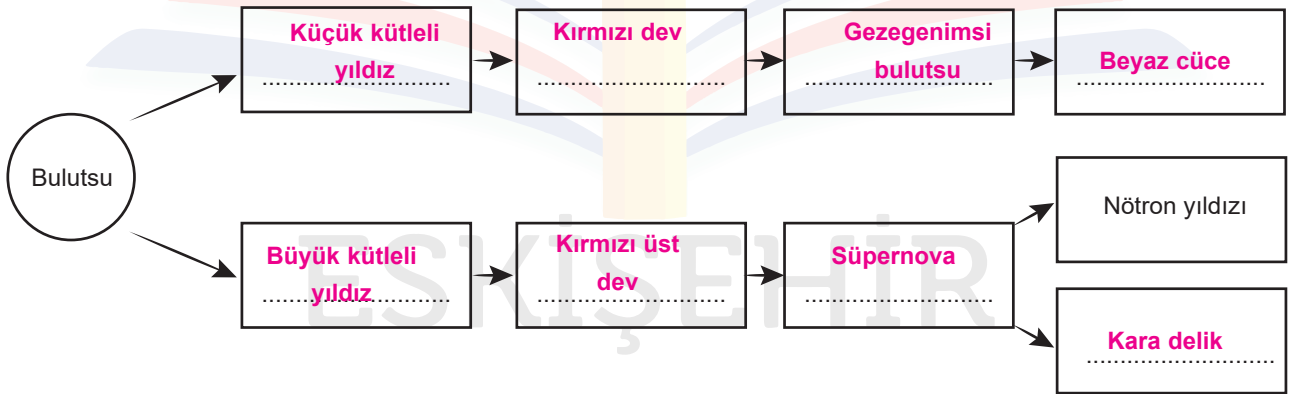 Küçük kütleli
yıldız
Kırmızı dev
Gezegenimsi
bulutsu
Beyaz cüce
Bulutsu
Büyük kütleli
yıldız
Kırmızı üst
dev
Süpernova
Nötron yıldızı
Kara delik
ESKİŞEHİR